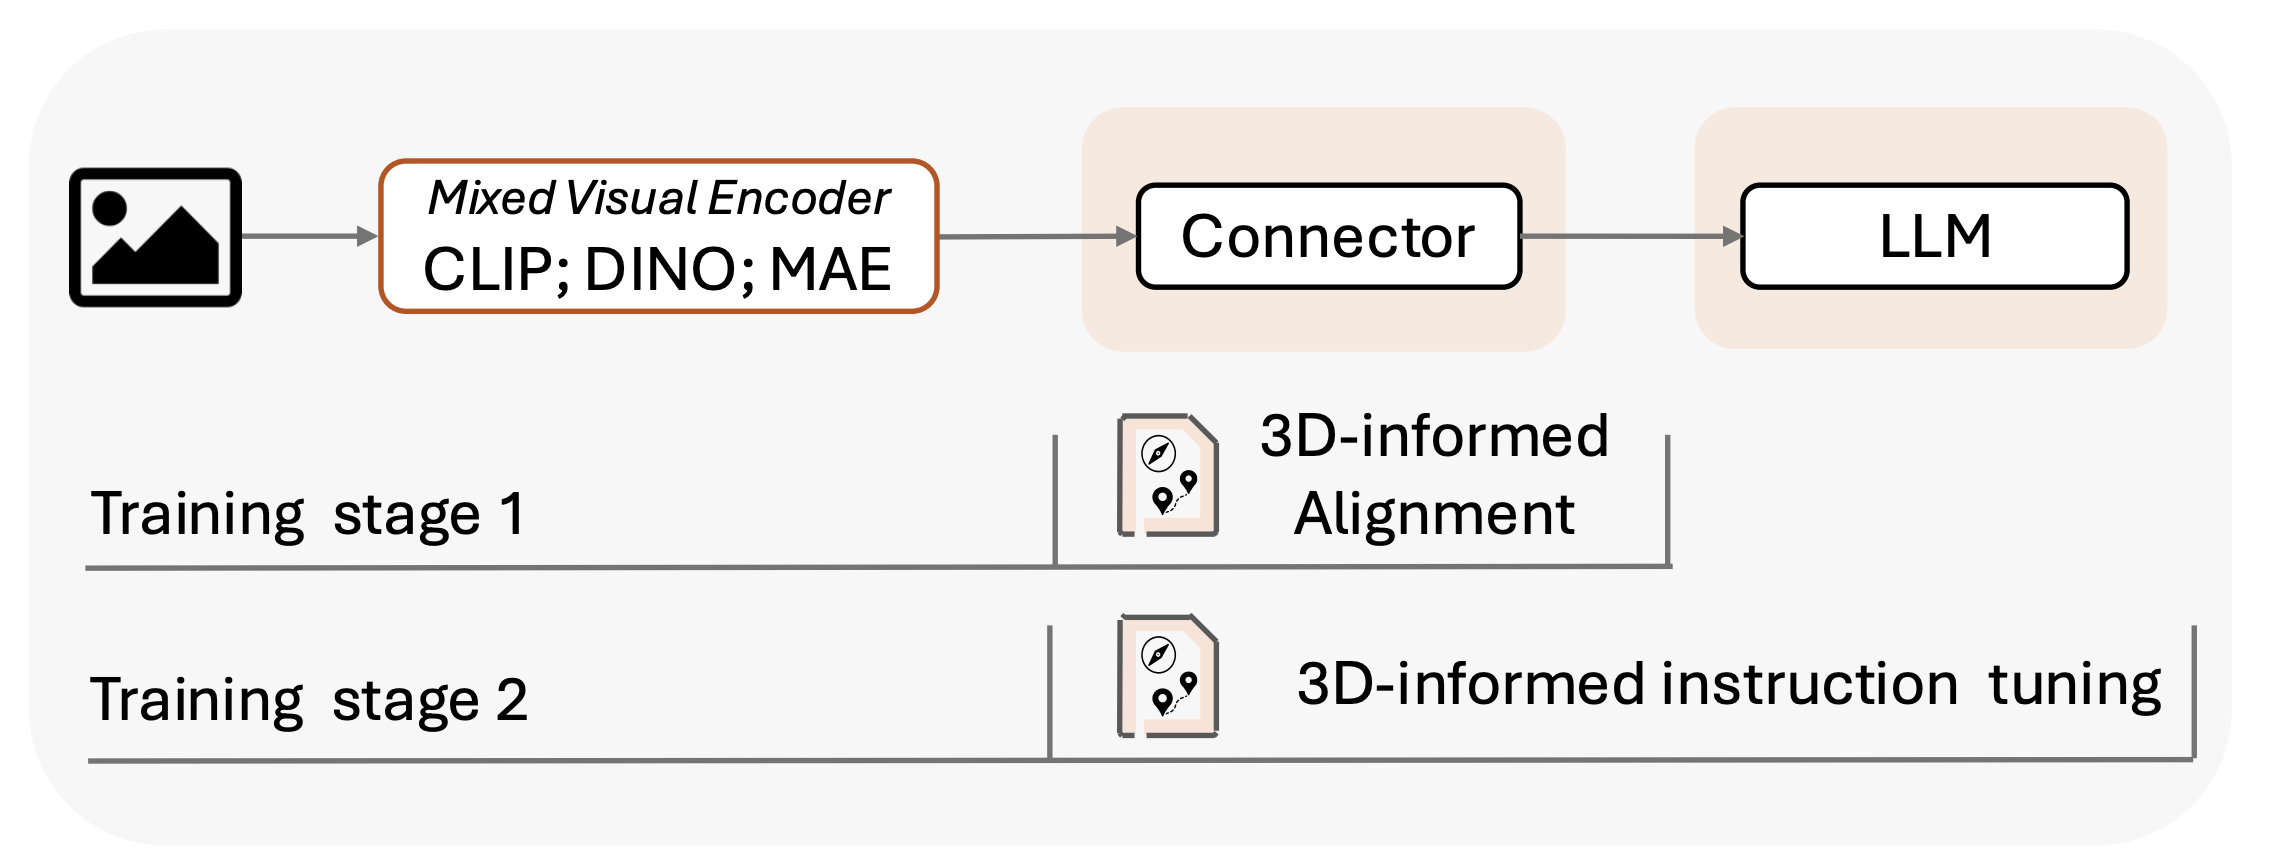 Mixed Visual Encoder
CLIP; DINO; MAE
Connector
LLM
3D-informed
Alignment
Training stage 1
3D-informed instruction tuning
Training stage 2